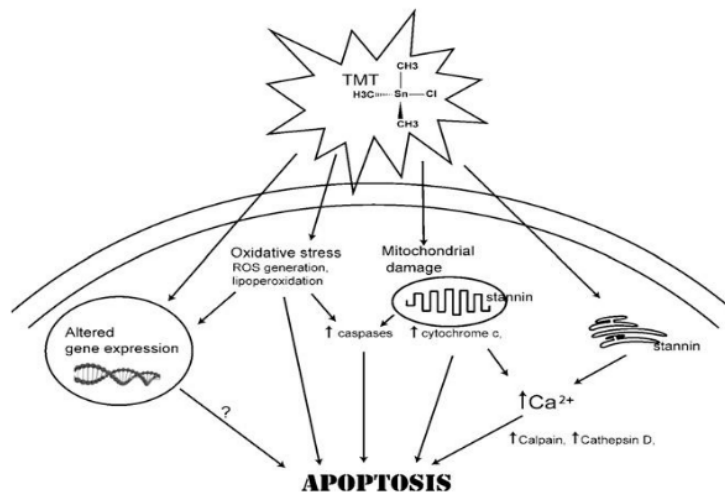 TMT
CH3
H3C Sn Cl
CH3
Oxidative stress
ROS generation,
lipoperoxidation
Mitochondrial
damage
stannin
Altered
gene expression
↑ caspases
↑ cytochrome c,
stannin
?
↑Ca²⁺
↑Calpain, ↑Cathepsin D,
APOPTOSIS